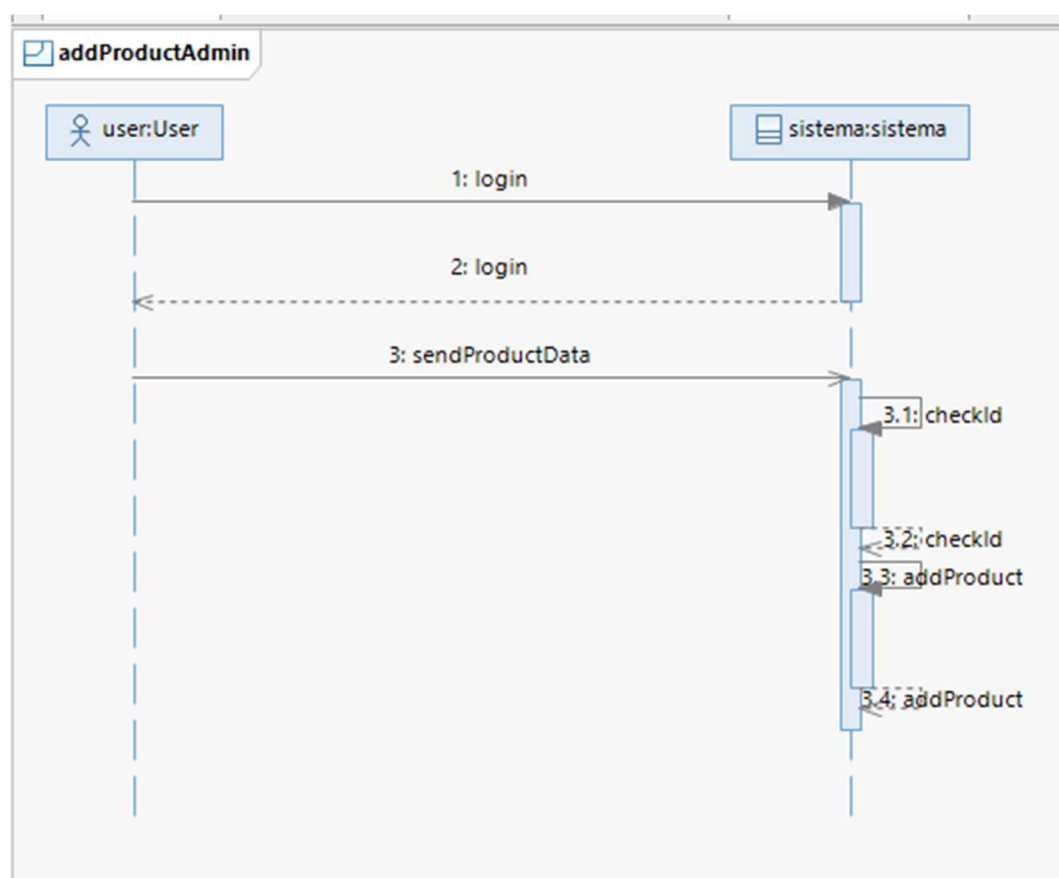 addProductAdmin
user:User
sistema:sistema
1: login
2: login
3: sendProductData
3.1: checkId
3.2: checkId
3.3: addProduct
3.4: addProduct